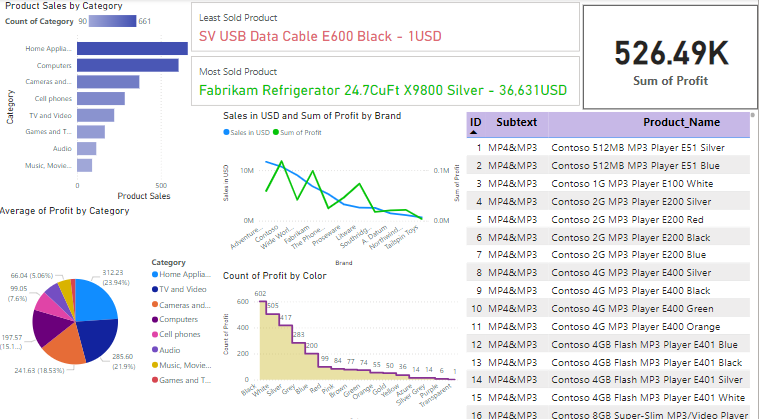 Product Sales by Category
Count of Category 90 661
Category
Home Applia...
Computers
Cameras and...
Cell phones
TV and Video
Games and T...
Audio
Music, Movie...
0 500
Product Sales
Least Sold Product
SV USB Data Cable E600 Black - 1USD
Most Sold Product
Fabrikam Refrigerator 24.7CuFt X9800 Silver - 36,631USD
526.49K
Sum of Profit
Sales in USD and Sum of Profit by Brand
Sales in USD Sum of Profit
Sales in USD
10M
0M
0.1M
0.0M
Sum of Profit
Adventure...
Contoso
Wide Worl...
Fabrikam
The Phone...
Proseware
Litware
Southridg...
A. Datum
Northwind...
Tailspin Toys
Brand
Average of Profit by Category
312.23
(23.94%)
285.60
(21.9%)
241.63 (18.53%)
197.57
(15.1...)
99.05
(7.6%)
66.04 (5.06%)
Category
Home Applia...
TV and Video
Cameras and...
Computers
Cell phones
Audio
Music, Movie...
Games and T...
Count of Profit by Color
Count of Profit
600
400
200
0
602
505
417
283
200
99 84 77 74 55 50 36 14 14 6 1
Black
White
Silver
Grey
Blue
Red
Pink
Brown
Green
Orange
Gold
Yellow
Azure
Silver Grey
Purple
Transparent
ID Subtext Product_Name
1 MP4&MP3 Contoso 512MB MP3 Player E51 Silver
2 MP4&MP3 Contoso 512MB MP3 Player E51 Blue
3 MP4&MP3 Contoso 1G MP3 Player E100 White
4 MP4&MP3 Contoso 2G MP3 Player E200 Silver
5 MP4&MP3 Contoso 2G MP3 Player E200 Red
6 MP4&MP3 Contoso 2G MP3 Player E200 Black
7 MP4&MP3 Contoso 2G MP3 Player E200 Blue
8 MP4&MP3 Contoso 4G MP3 Player E400 Silver
9 MP4&MP3 Contoso 4G MP3 Player E400 Black
10 MP4&MP3 Contoso 4G MP3 Player E400 Green
11 MP4&MP3 Contoso 4G MP3 Player E400 Orange
12 MP4&MP3 Contoso 4GB Flash MP3 Player E401 Blue
13 MP4&MP3 Contoso 4GB Flash MP3 Player E401 Black
14 MP4&MP3 Contoso 4GB Flash MP3 Player E401 Silver
15 MP4&MP3 Contoso 4GB Flash MP3 Player E401 White
16 MP4&MP3 Contoso 8GB Super-Slim MP3/Video Player